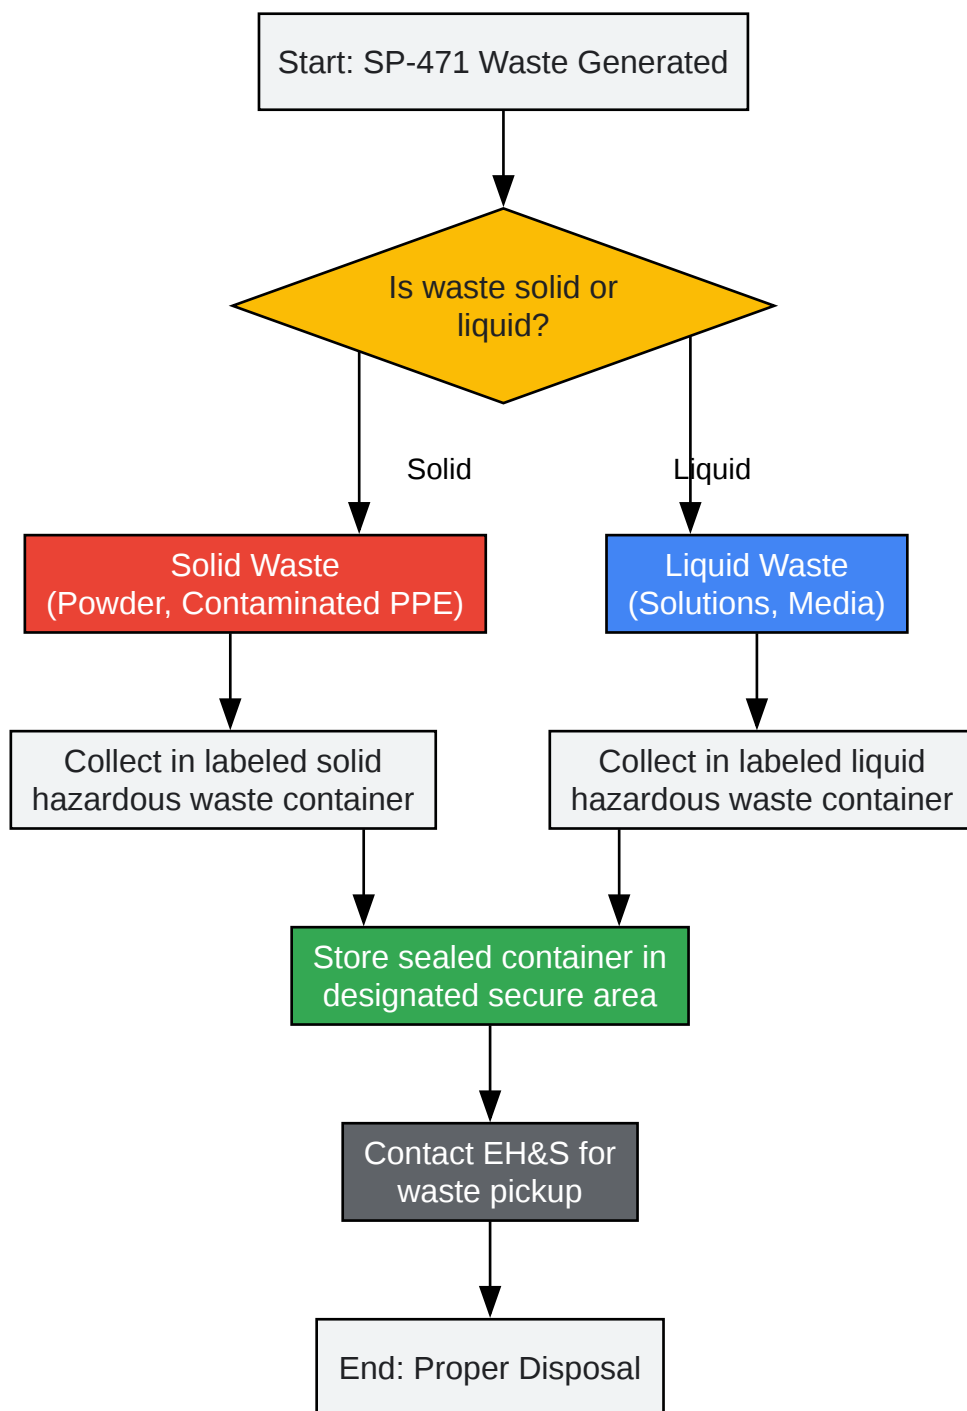 Start: SP-471 Waste Generated
Is waste solid or
liquid?
Solid
Liquid
Solid Waste
(Powder, Contaminated PPE)
Liquid Waste
(Solutions, Media)
Collect in labeled solid
hazardous waste container
Collect in labeled liquid
hazardous waste container
Store sealed container in
designated secure area
Contact EH&S for
waste pickup
End: Proper Disposal